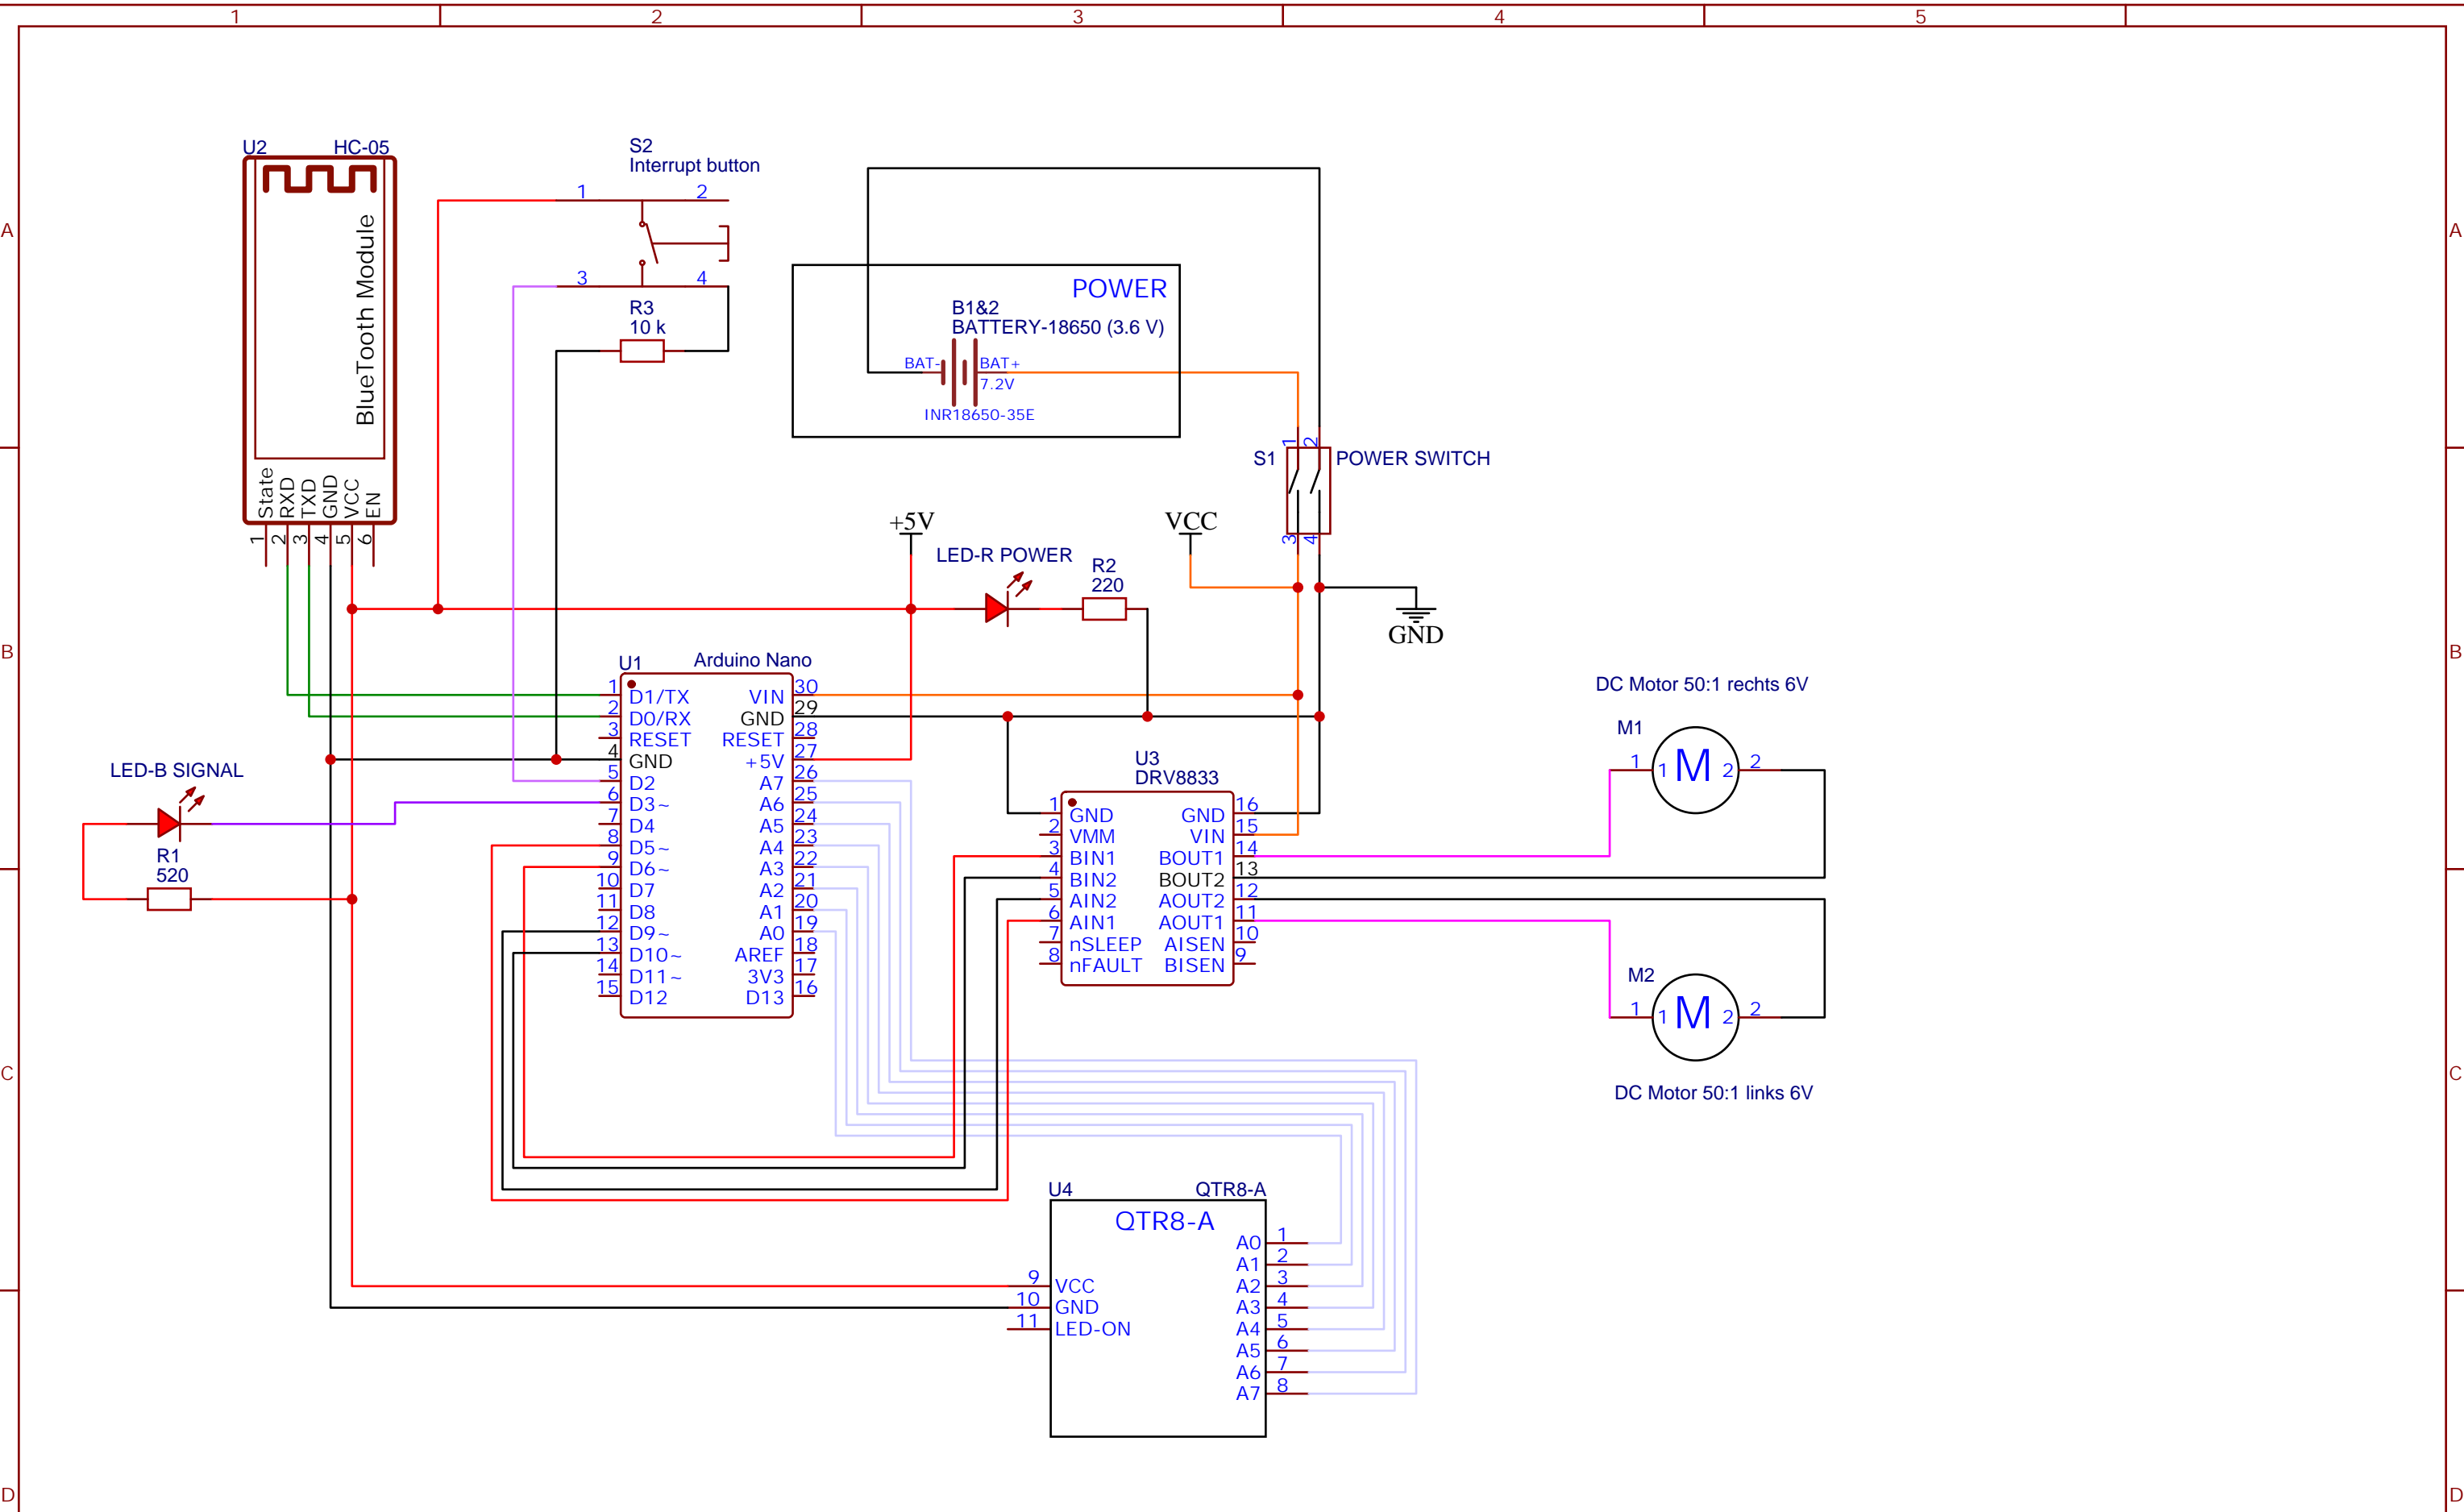 1 2 3 4 5
A A
B B
C C
D D
U2 HC-05
BlueTooth Module
State
RXD
TXD
GND
VCC
EN
1
2
3
4
5
6
S2
Interrupt button
1 2
3 4
R3
10 k
POWER
B1&2
BATTERY-18650 (3.6 V)
BAT- BAT+
7.2V
INR18650-35E
1 2
S1 POWER SWITCH
3 4
+5V
VCC
GND
LED-R POWER
R2
220
LED-B SIGNAL
R1
520
U1 Arduino Nano
1 D1/TX VIN 30
2 D0/RX GND 29
3 RESET RESET 28
4 GND +5V 27
5 D2 A7 26
6 D3~ A6 25
7 D4 A5 24
8 D5~ A4 23
9 D6~ A3 22
10 D7 A2 21
11 D8 A1 20
12 D9~ A0 19
13 D10~ AREF 18
14 D11~ 3V3 17
15 D12 D13 16
U3
DRV8833
1 GND GND 16
2 VMM VIN 15
3 BIN1 BOUT1 14
4 BIN2 BOUT2 13
5 AIN2 AOUT2 12
6 AIN1 AOUT1 11
7 nSLEEP AISEN 10
8 nFAULT BISEN 9
DC Motor 50:1 rechts 6V
M1
1 1 M 2 2
M2
1 1 M 2 2
DC Motor 50:1 links 6V
U4 QTR8-A
QTR8-A
A0 1
A1 2
A2 3
A3 4
A4 5
A5 6
A6 7
A7 8
9 VCC
10 GND
11 LED-ON